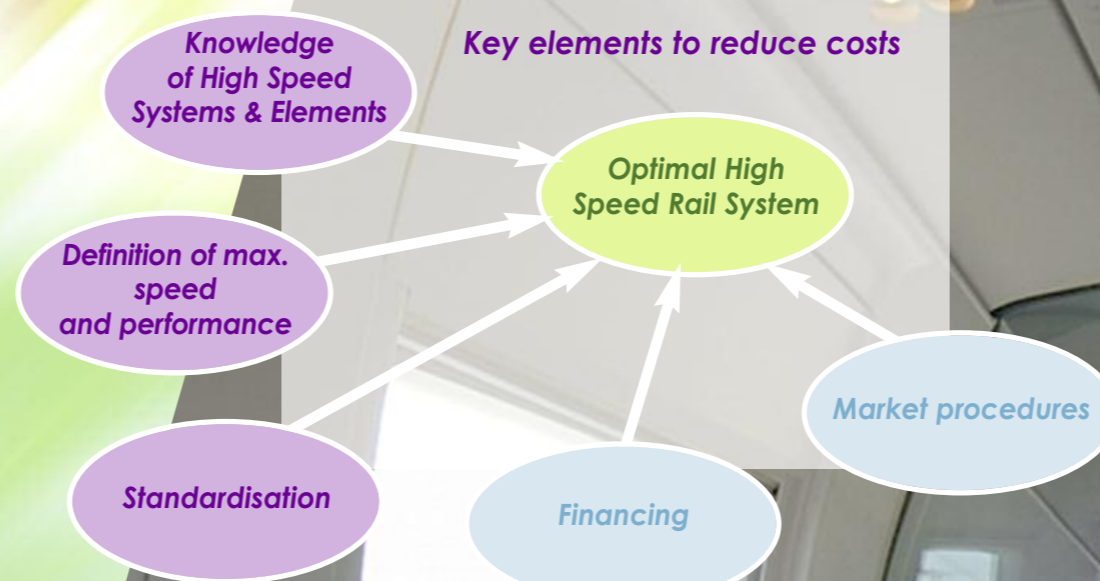 Key elements to reduce costs
Knowledge
of High Speed
Systems & Elements
Optimal High
Speed Rail System
Definition of max.
speed
and performance
Market procedures
Standardisation
Financing